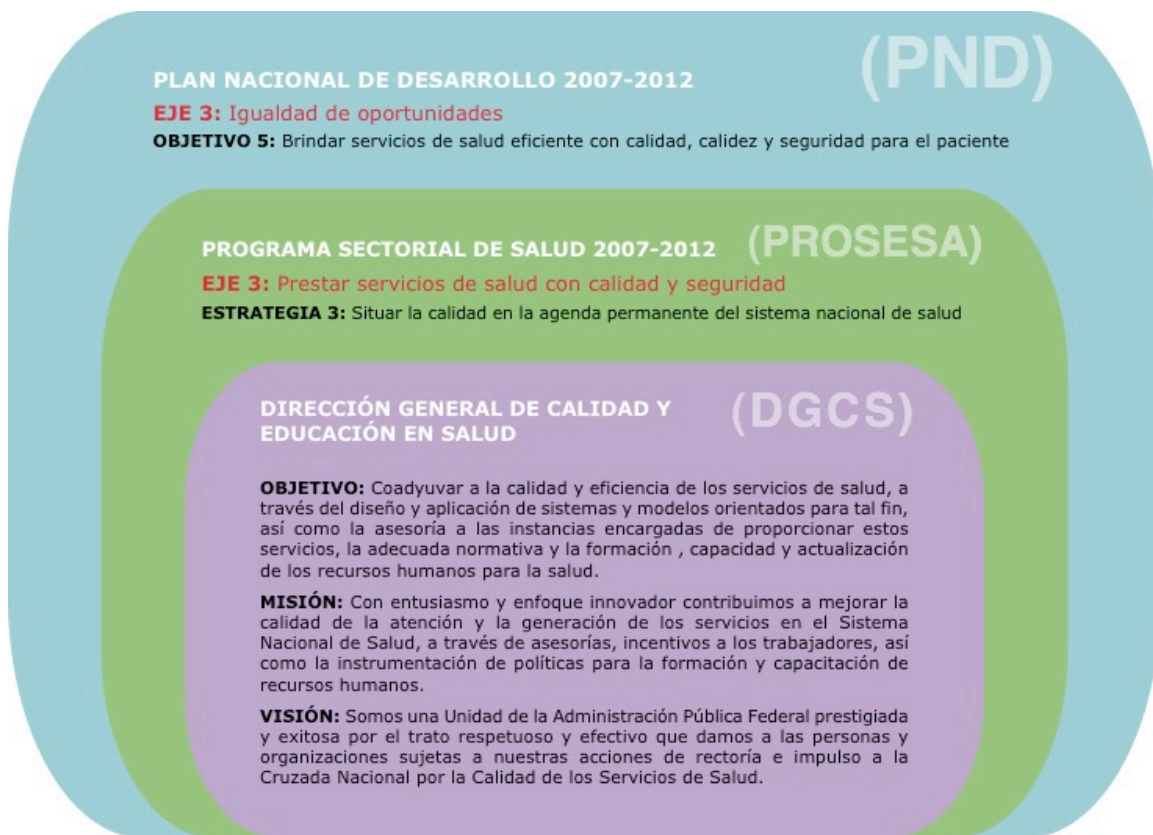 (PND)
PLAN NACIONAL DE DESARROLLO 2007-2012
EJE 3: Igualdad de oportunidades
OBJETIVO 5: Brindar servicios de salud eficiente con calidad, calidez y seguridad para el paciente
PROGRAMA SECTORIAL DE SALUD 2007-2012 (PROSESA)
EJE 3: Prestar servicios de salud con calidad y seguridad
ESTRATEGIA 3: Situar la calidad en la agenda permanente del sistema nacional de salud
DIRECCIÓN GENERAL DE CALIDAD Y (DGCS)
EDUCACIÓN EN SALUD
OBJETIVO: Coadyuvar a la calidad y eficiencia de los servicios de salud, a
través del diseño y aplicación de sistemas y modelos orientados para tal fin,
así como la asesoría a las instancias encargadas de proporcionar estos
servicios, la adecuada normativa y la formación , capacidad y actualización
de los recursos humanos para la salud.
MISIÓN: Con entusiasmo y enfoque innovador contribuimos a mejorar la
calidad de la atención y la generación de los servicios en el Sistema
Nacional de Salud, a través de asesorías, incentivos a los trabajadores, así
como la instrumentación de políticas para la formación y capacitación de
recursos humanos.
VISIÓN: Somos una Unidad de la Administración Pública Federal prestigiada
y exitosa por el trato respetuoso y efectivo que damos a las personas y
organizaciones sujetas a nuestras acciones de rectoría e impulso a la
Cruzada Nacional por la Calidad de los Servicios de Salud.